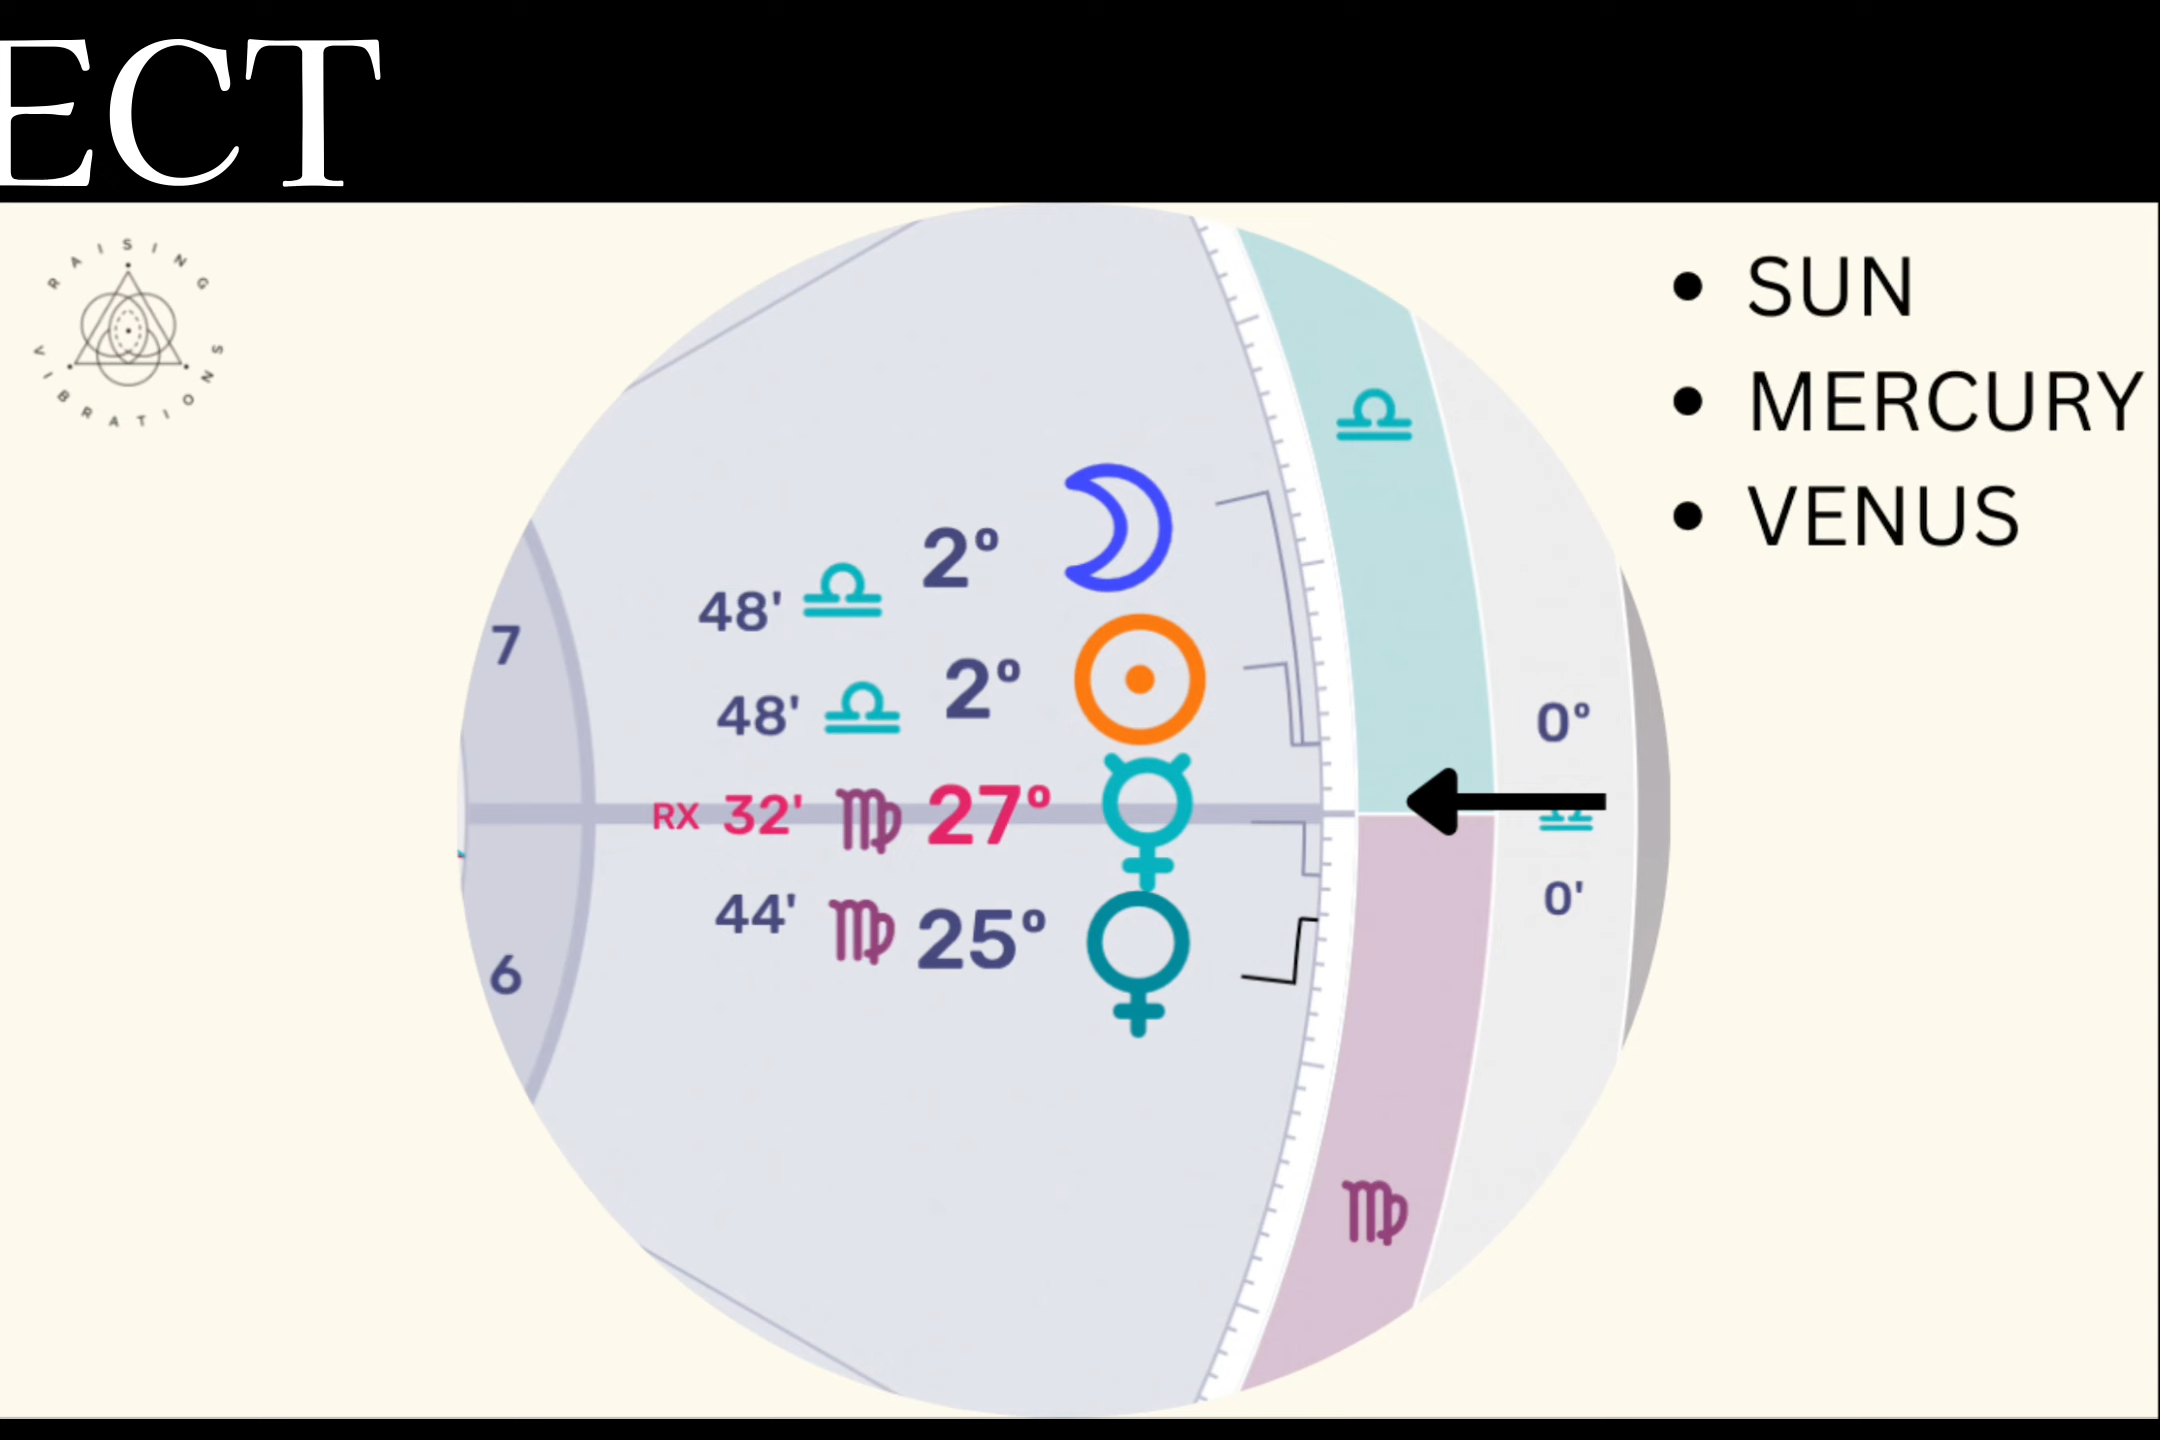 ECT
RAISING VIBRATIONS
SUN
MERCURY
VENUS
2°
48'
2°
48'
RX 32' 27°
44' 25°
7
6
0°
0'